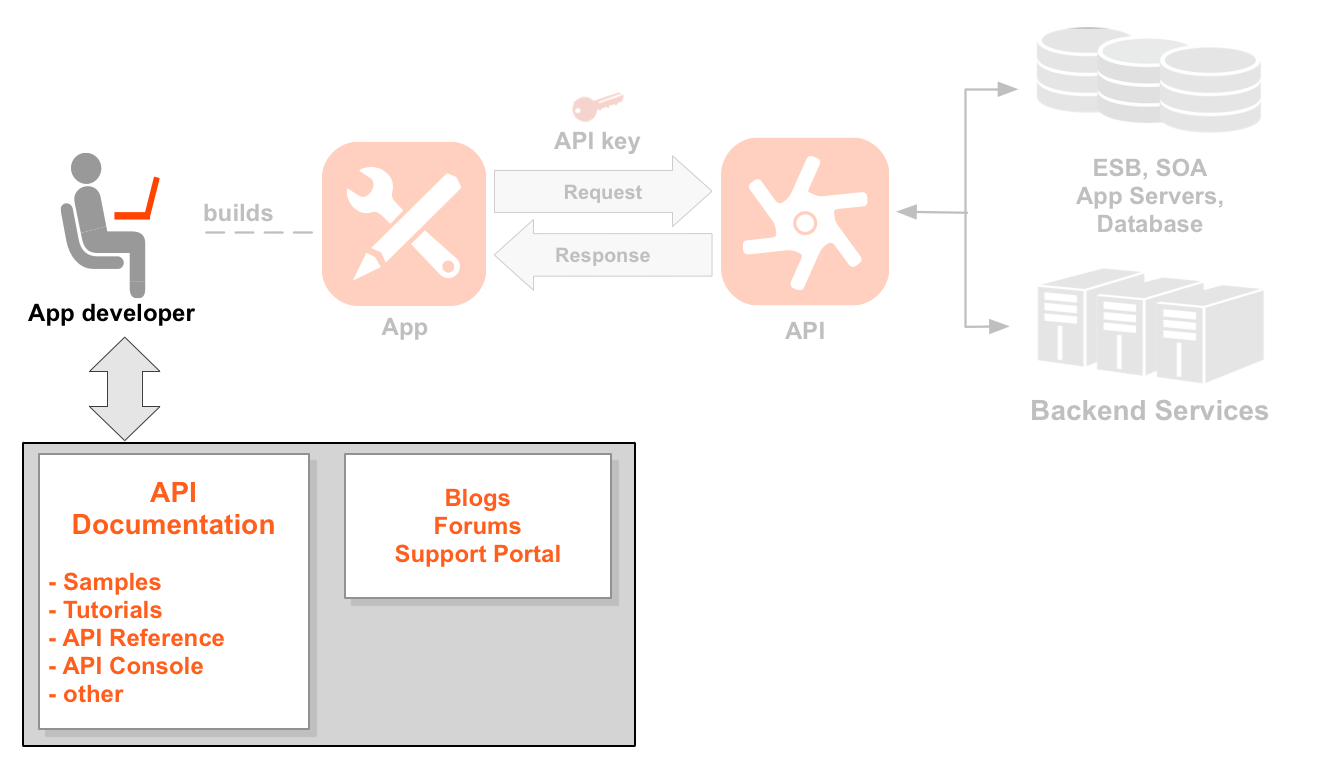 API key
Request
Response
builds
App developer
App
API
ESB, SOA
App Servers,
Database
Backend Services
API
Documentation
- Samples
- Tutorials
- API Reference
- API Console
- other
Blogs
Forums
Support Portal